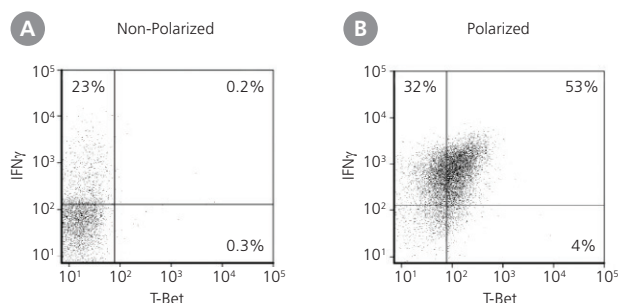 A Non-Polarized
B Polarized
10⁵
23%
0.2%
10⁴
10³
10²
10¹
IFNγ
0.3%
10¹ 10² 10³ 10⁴ 10⁵
T-Bet
10⁵
32%
53%
10⁴
10³
10²
10¹
IFNγ
4%
10¹ 10² 10³ 10⁴ 10⁵
T-Bet